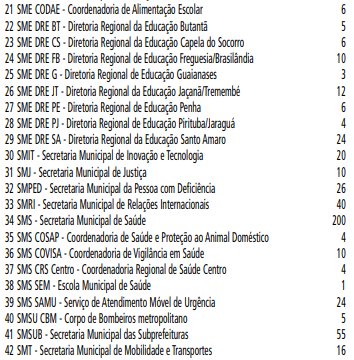 21 SME CODAE - Coordenadoria de Alimentação Escolar 6
22 SME DRE BT - Diretoria Regional da Educação Butantã 5
23 SME DRE CS - Diretoria Regional da Educação Capela do Socorro 6
24 SME DRE FB - Diretoria Regional de Educação Freguesia/Brasilândia 10
25 SME DRE G - Diretoria Regional de Educação Guaianases 3
26 SME DRE JT - Diretoria Regional da Educação Jaçanã/Tremembé 12
27 SME DRE PE - Diretoria Regional de Educação Penha 6
28 SME DRE PJ - Diretoria Regional de Educação Pirituba/Jaraguá 4
29 SME DRE SA - Diretoria Regional da Educação Santo Amaro 24
30 SMIT - Secretaria Municipal de Inovação e Tecnologia 20
31 SMJ - Secretaria Municipal de Justiça 10
32 SMPED - Secretaria Municipal da Pessoa com Deficiência 26
33 SMRI - Secretaria Municipal de Relações Internacionais 40
34 SMS - Secretaria Municipal de Saúde 200
35 SMS COSAP - Coordenadoria de Saúde e Proteção ao Animal Doméstico 4
36 SMS COVISA - Coordenadoria de Vigilância em Saúde 10
37 SMS CRS Centro - Coordenadoria Regional de Saúde Centro 4
38 SMS SEM - Escola Municipal de Saúde 1
39 SMS SAMU - Serviço de Atendimento Móvel de Urgência 24
40 SMSU CBM - Corpo de Bombeiros metropolitano 5
41 SMSUB - Secretaria Municipal das Subprefeituras 55
42 SMT - Secretaria Municipal de Mobilidade e Transportes 16